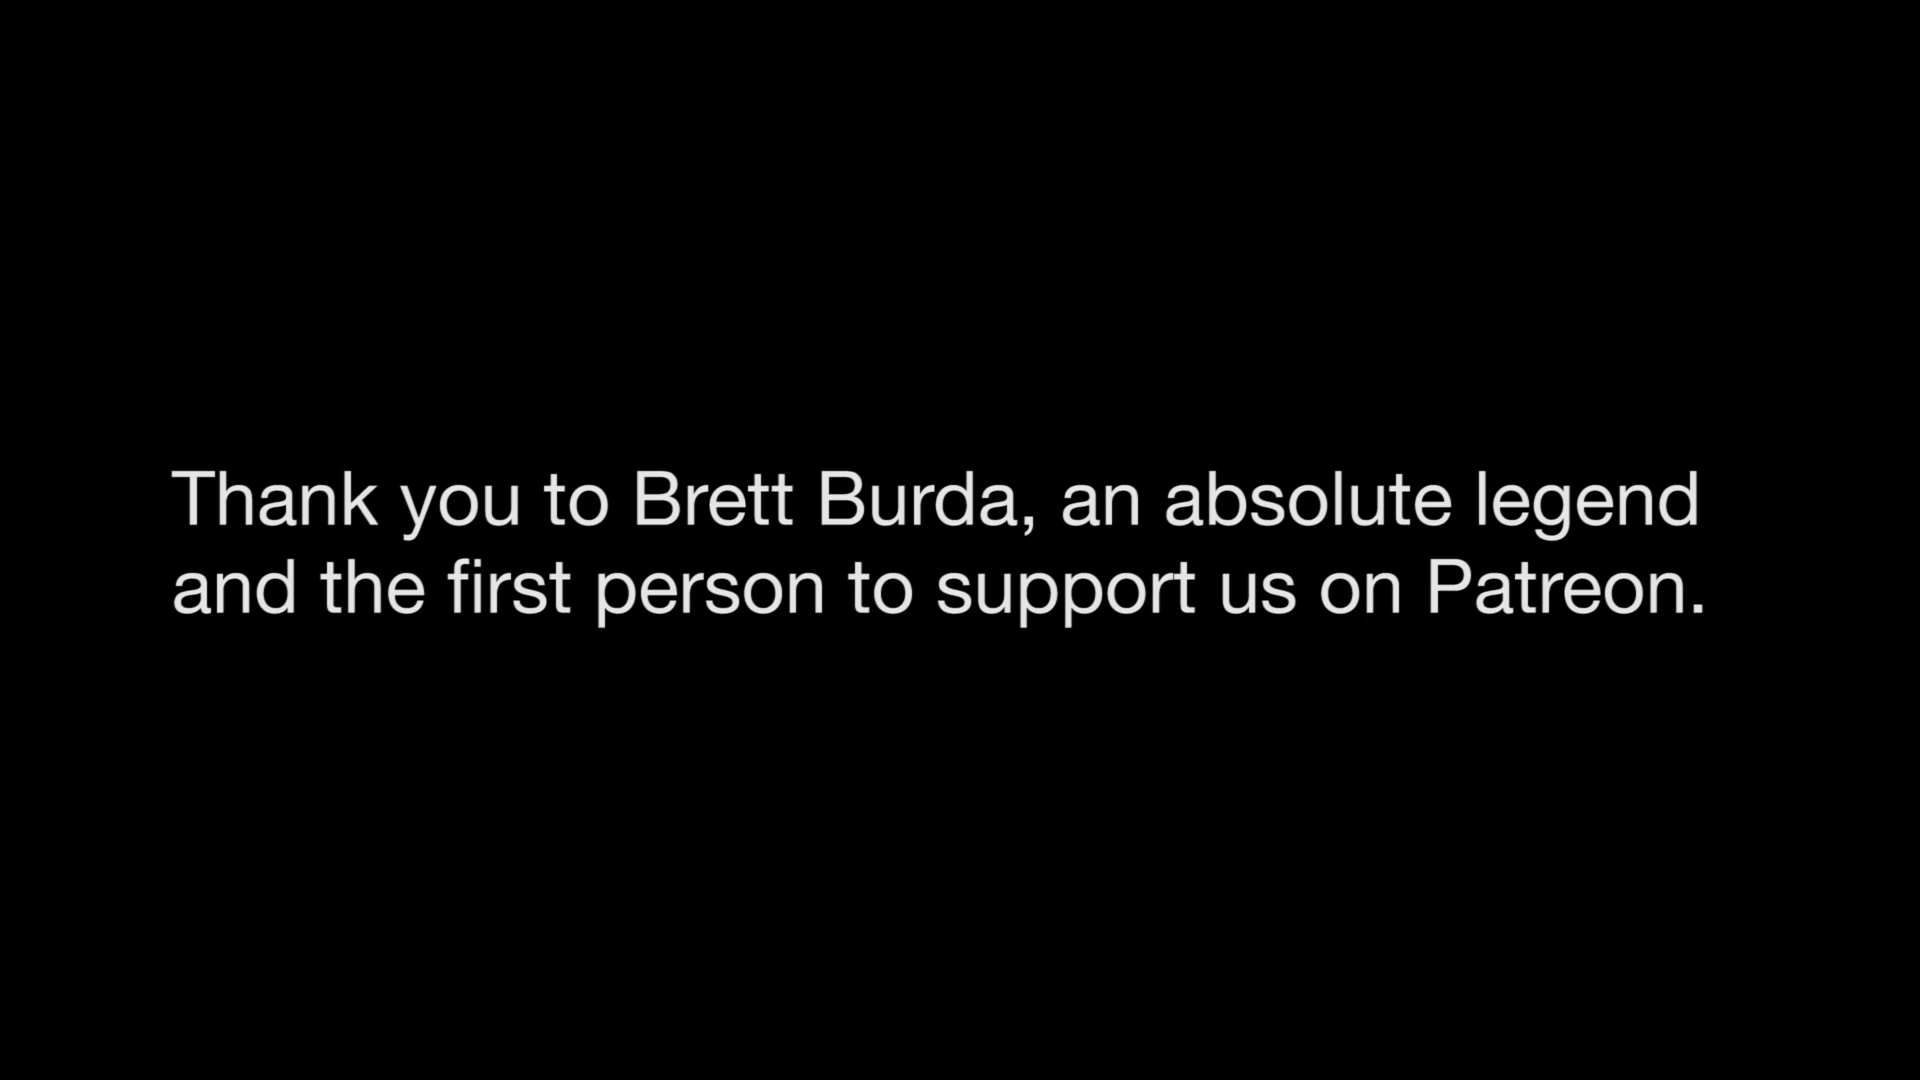 Thank you to Brett Burda, an absolute legend
and the first person to support us on Patreon.